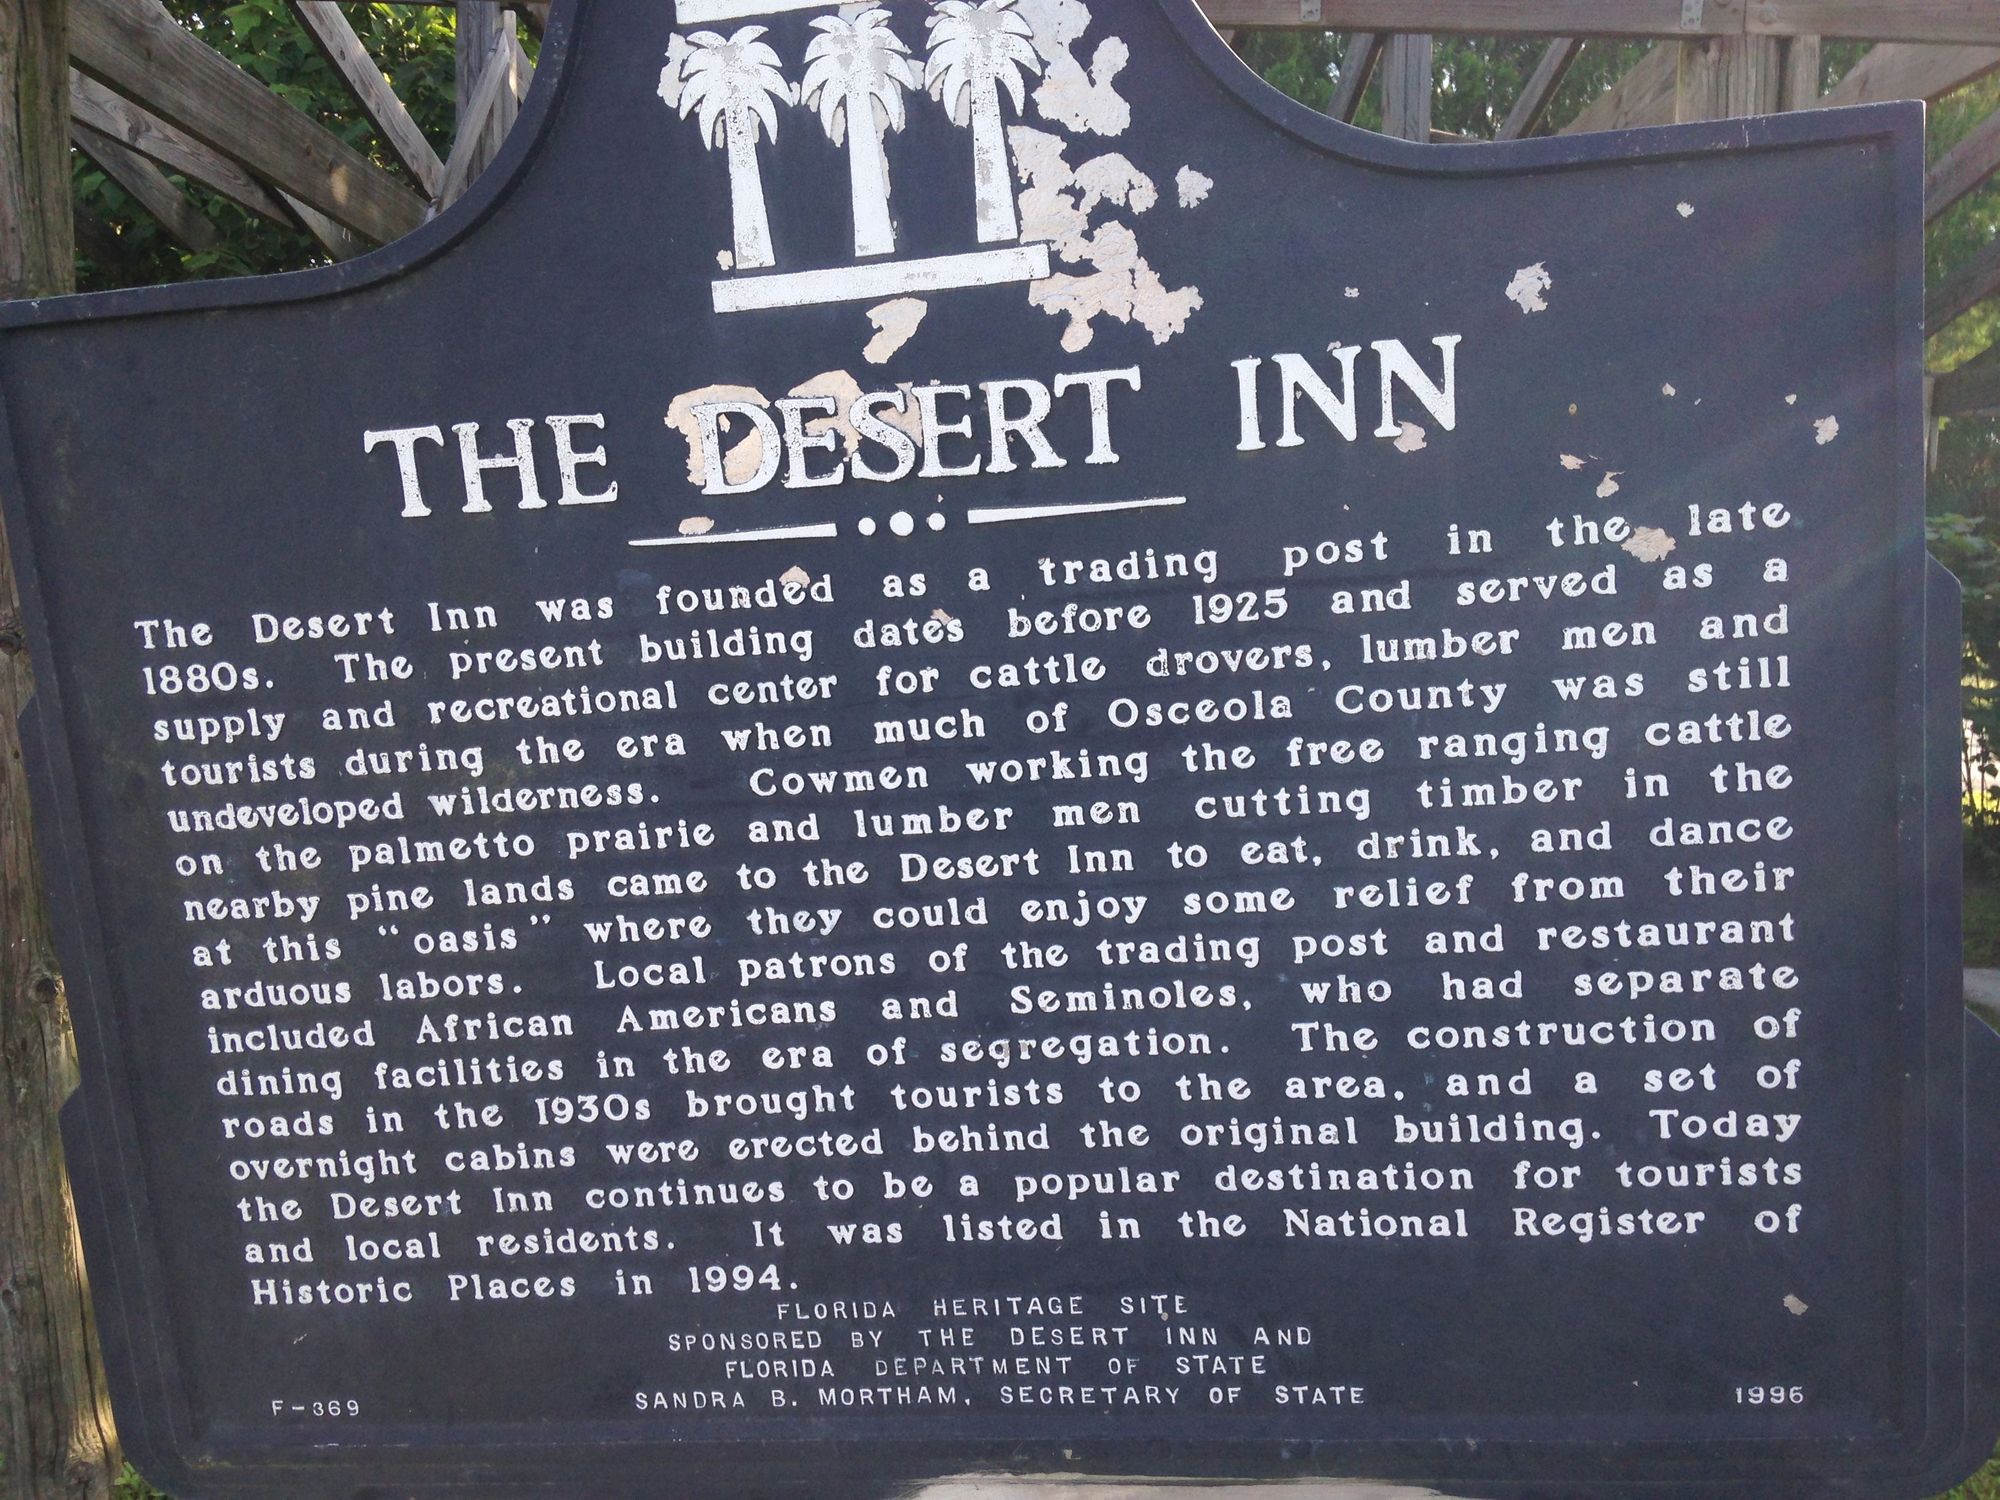 THE DESERT INN
The Desert Inn was founded as a trading post in the late
1880s. The present building dates before 1925 and served as a
supply and recreational center for cattle drovers, lumber men and
tourists during the era when much of Osceola County was still
undeveloped wilderness. Cowmen working the free ranging cattle
on the palmetto prairie and lumber men cutting timber in the
nearby pine lands came to the Desert Inn to eat, drink, and dance
at this "oasis" where they could enjoy some relief from their
arduous labors. Local patrons of the trading post and restaurant
included African Americans and Seminoles, who had separate
dining facilities in the era of segregation. The construction of
roads in the 1930s brought tourists to the area, and a set of
overnight cabins were erected behind the original building. Today
the Desert Inn continues to be a popular destination for tourists
and local residents. It was listed in the National Register of
Historic Places in 1994.
FLORIDA HERITAGE SITE
SPONSORED BY THE DESERT INN AND
FLORIDA DEPARTMENT OF STATE
F-369 SANDRA B. MORTHAM, SECRETARY OF STATE 1996